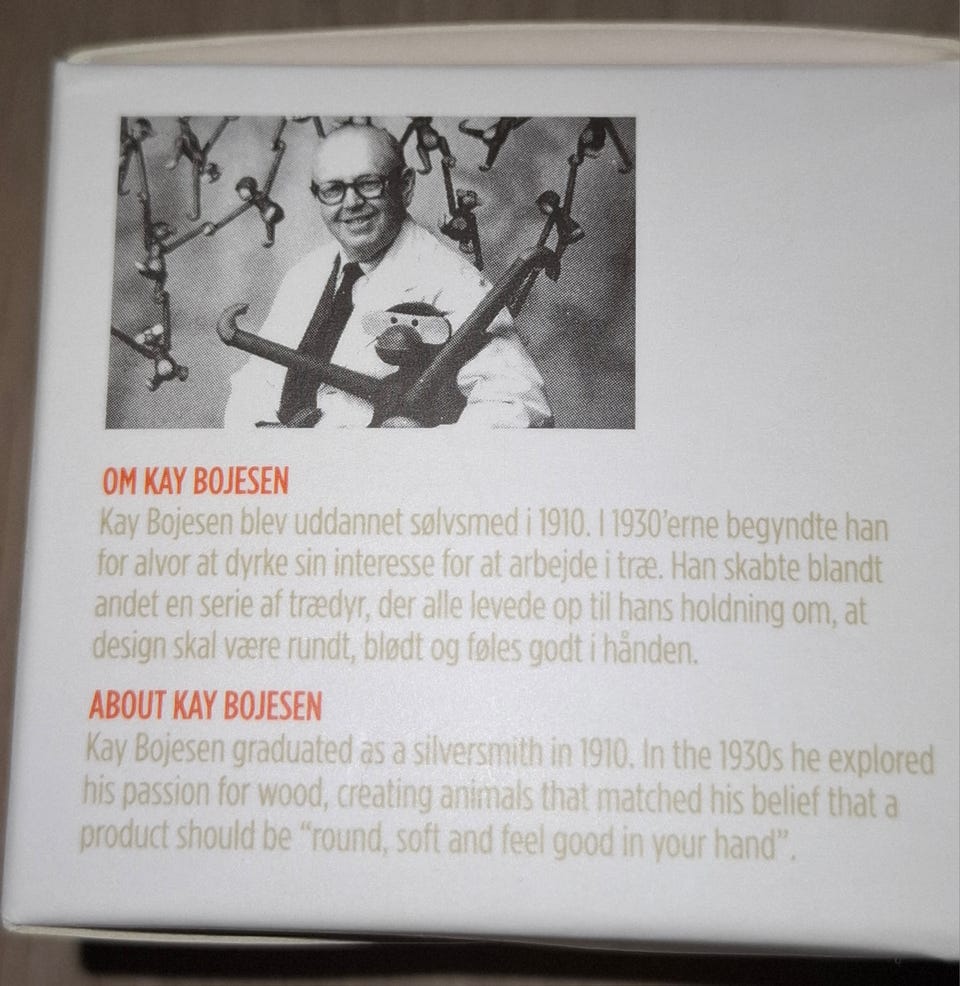 OM KAY BOJESEN
Kay Bojesen blev uddannet sølvsmed i 1910. I 1930’erne begyndte han
for alvor at dyrke sin interesse for at arbejde i træ. Han skabte blandt
andet en serie af trædyr, der alle levede op til hans holdning om, at
design skal være rundt, blødt og føles godt i hånden.
ABOUT KAY BOJESEN
Kay Bojesen graduated as a silversmith in 1910. In the 1930s he explored
his passion for wood, creating animals that matched his belief that a
product should be “round, soft and feel good in your hand”.